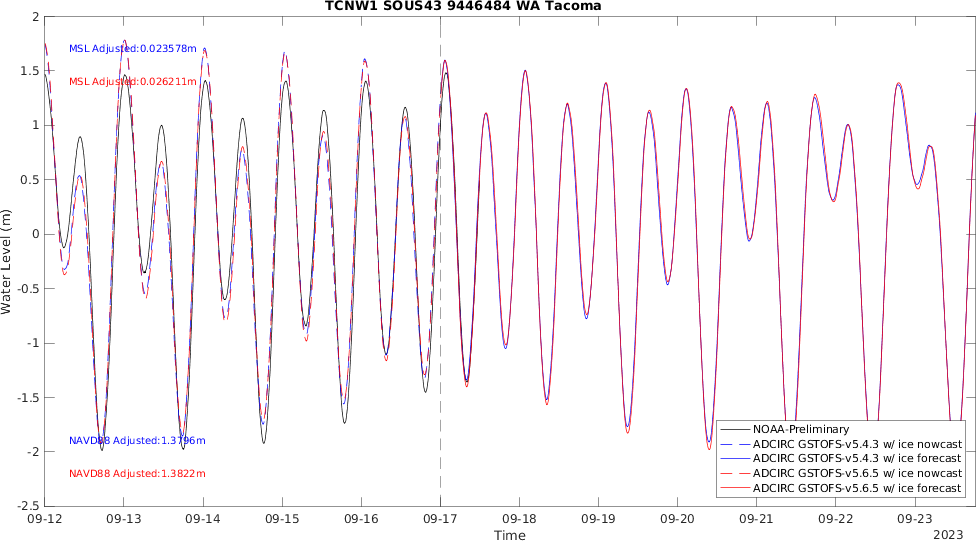 TCNW1 SOUS43 9446484 WA Tacoma
2
1.5
1
0.5
0
-0.5
-1
-1.5
-2
-2.5
Water Level (m)
MSL Adjusted:0.023578m
MSL Adjusted:0.026211m
NAVD88 Adjusted:1.3796m
NAVD88 Adjusted:1.3822m
NOAA-Preliminary
ADCIRC GSTOFS-v5.4.3 w/ ice nowcast
ADCIRC GSTOFS-v5.4.3 w/ ice forecast
ADCIRC GSTOFS-v5.6.5 w/ ice nowcast
ADCIRC GSTOFS-v5.6.5 w/ ice forecast
09-12 09-13 09-14 09-15 09-16 09-17 09-18 09-19 09-20 09-21 09-22 09-23
Time
2023